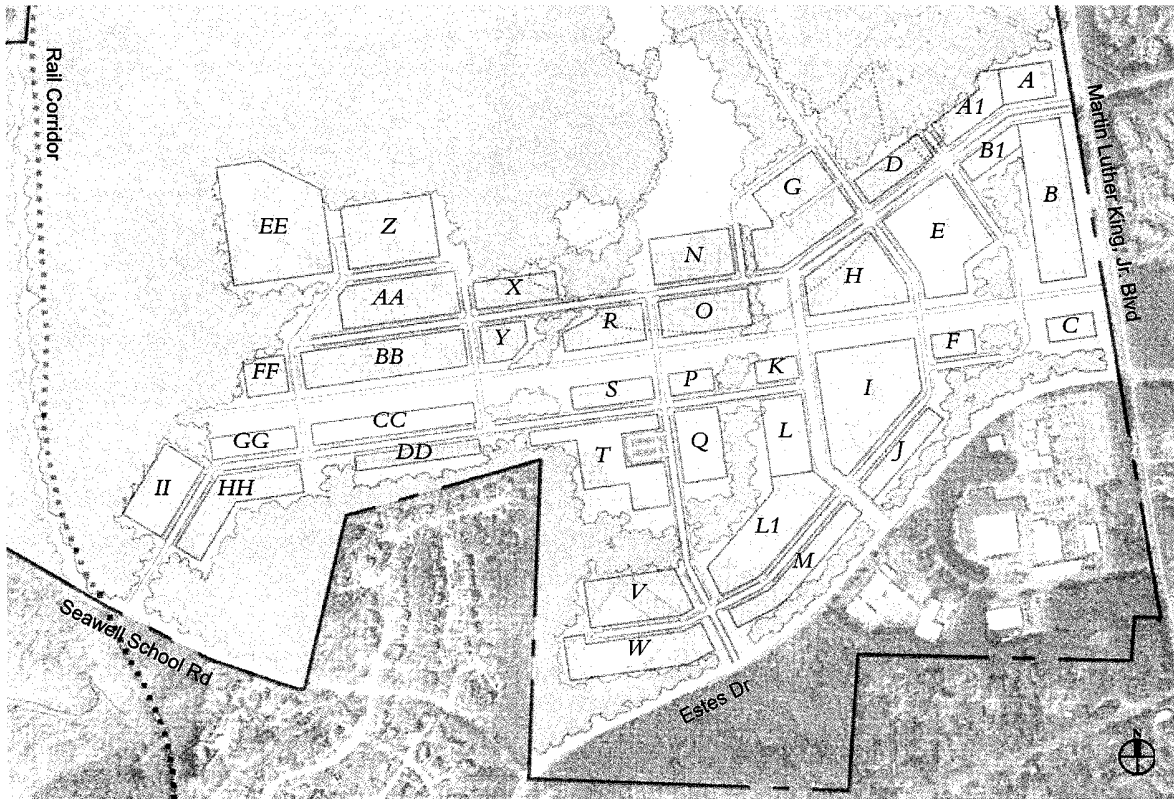 Rail Corridor
Martin Luther King, Jr. Blvd
A
A1
B1
D
G
B
EE
Z
E
N
H
AA
X
O
R
Y
BB
F
C
FF
K
P
S
I
CC
GG
L
Q
DD
T
J
II
HH
L1
M
V
W
Seawell School Rd
Estes Dr
N